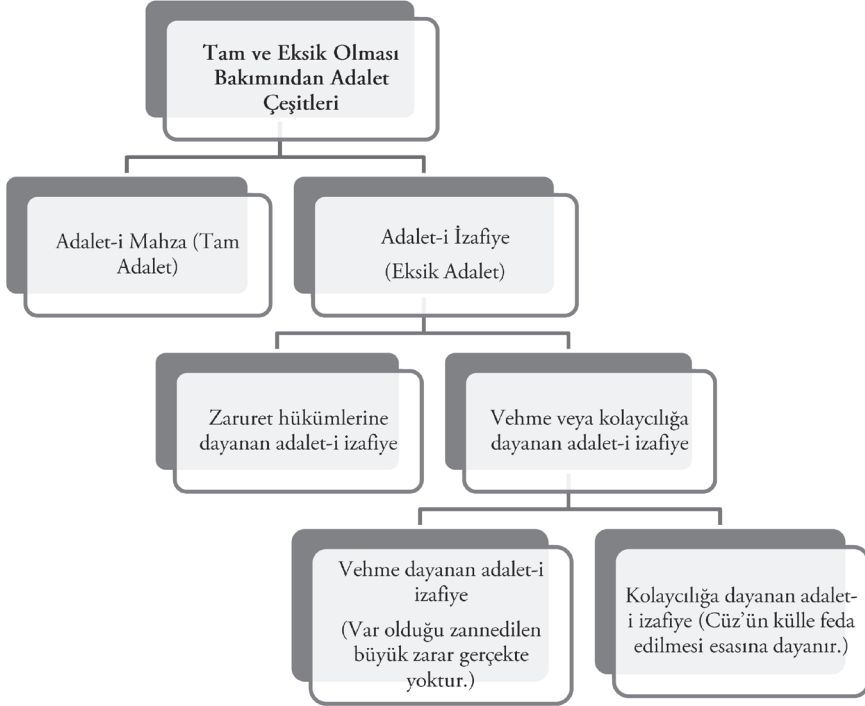 Tam ve Eksik Olması
Bakımından Adalet
Çeşitleri
Adalet-i Mahza (Tam
Adalet)
Adalet-i İzafiye
(Eksik Adalet)
Zaruret hükümlerine
dayanan adalet-i izafiye
Vehme veya kolaycılığa
dayanan adalet-i izafiye
Vehme dayanan adalet-i
izafiye
(Var olduğu zannedilen
büyük zarar gerçekte
yoktur.)
Kolaycılığa dayanan adalet-
i izafiye (Cüz’ün külle feda
edilmesi esasına dayanır.)